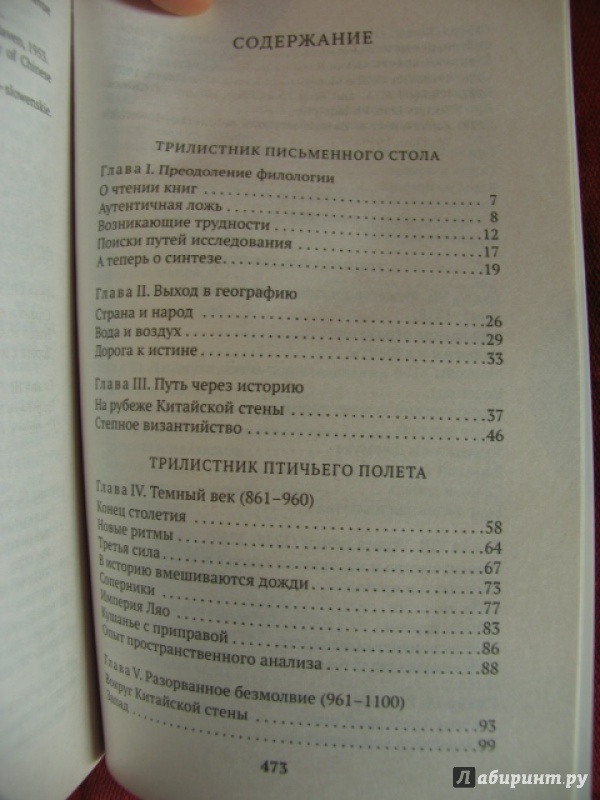 aven, 1953.
of Chinese
-slowenskie.
СОДЕРЖАНИЕ
ТРИЛИСТНИК ПИСЬМЕННОГО СТОЛА
Глава I. Преодоление филологии
О чтении книг 7
Аутентичная ложь 8
Возникающие трудности 12
Поиски путей исследования 17
А теперь о синтезе 19
Глава II. Выход в географию
Страна и народ 26
Вода и воздух 29
Дорога к истине 33
Глава III. Путь через историю
На рубеже Китайской стены 37
Степное византийство 46
ТРИЛИСТНИК ПТИЧЬЕГО ПОЛЕТА
Глава IV. Темный век (861–960)
Конец столетия 58
Новые ритмы 64
Третья сила 67
В историю вмешиваются дожди 73
Соперники 77
Империя Ляо 83
Кушанье с приправой 86
Опыт пространственного анализа 88
Глава V. Разорванное безмолвие (961–1100)
Вокруг Китайской стены 93
Запад 99
473
Лабиринт.ру